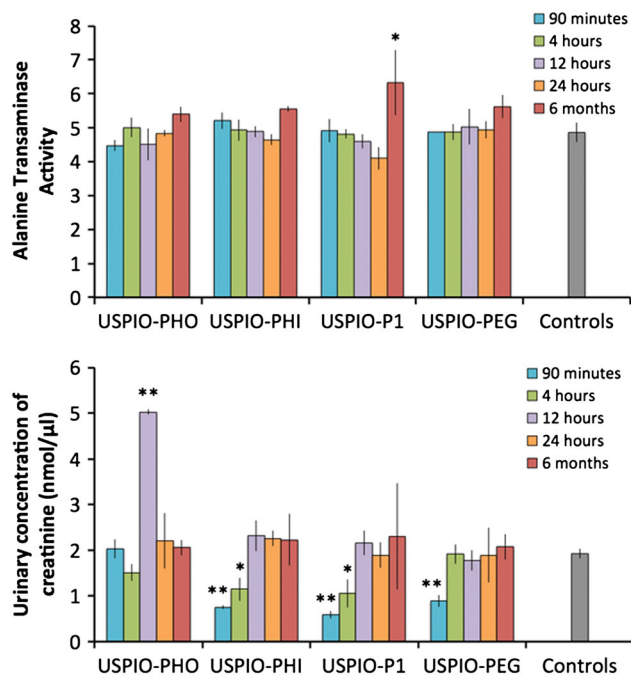 Alanine Transaminase
Activity
8
7
6
5
4
3
2
1
0
*
90 minutes
4 hours
12 hours
24 hours
6 months
USPIO-PHO USPIO-PHI USPIO-P1 USPIO-PEG Controls
Urinary concentration of
creatinine (nmol/µl)
6
5
4
3
2
1
0
**
** *
** *
**
90 minutes
4 hours
12 hours
24 hours
6 months
USPIO-PHO USPIO-PHI USPIO-P1 USPIO-PEG Controls